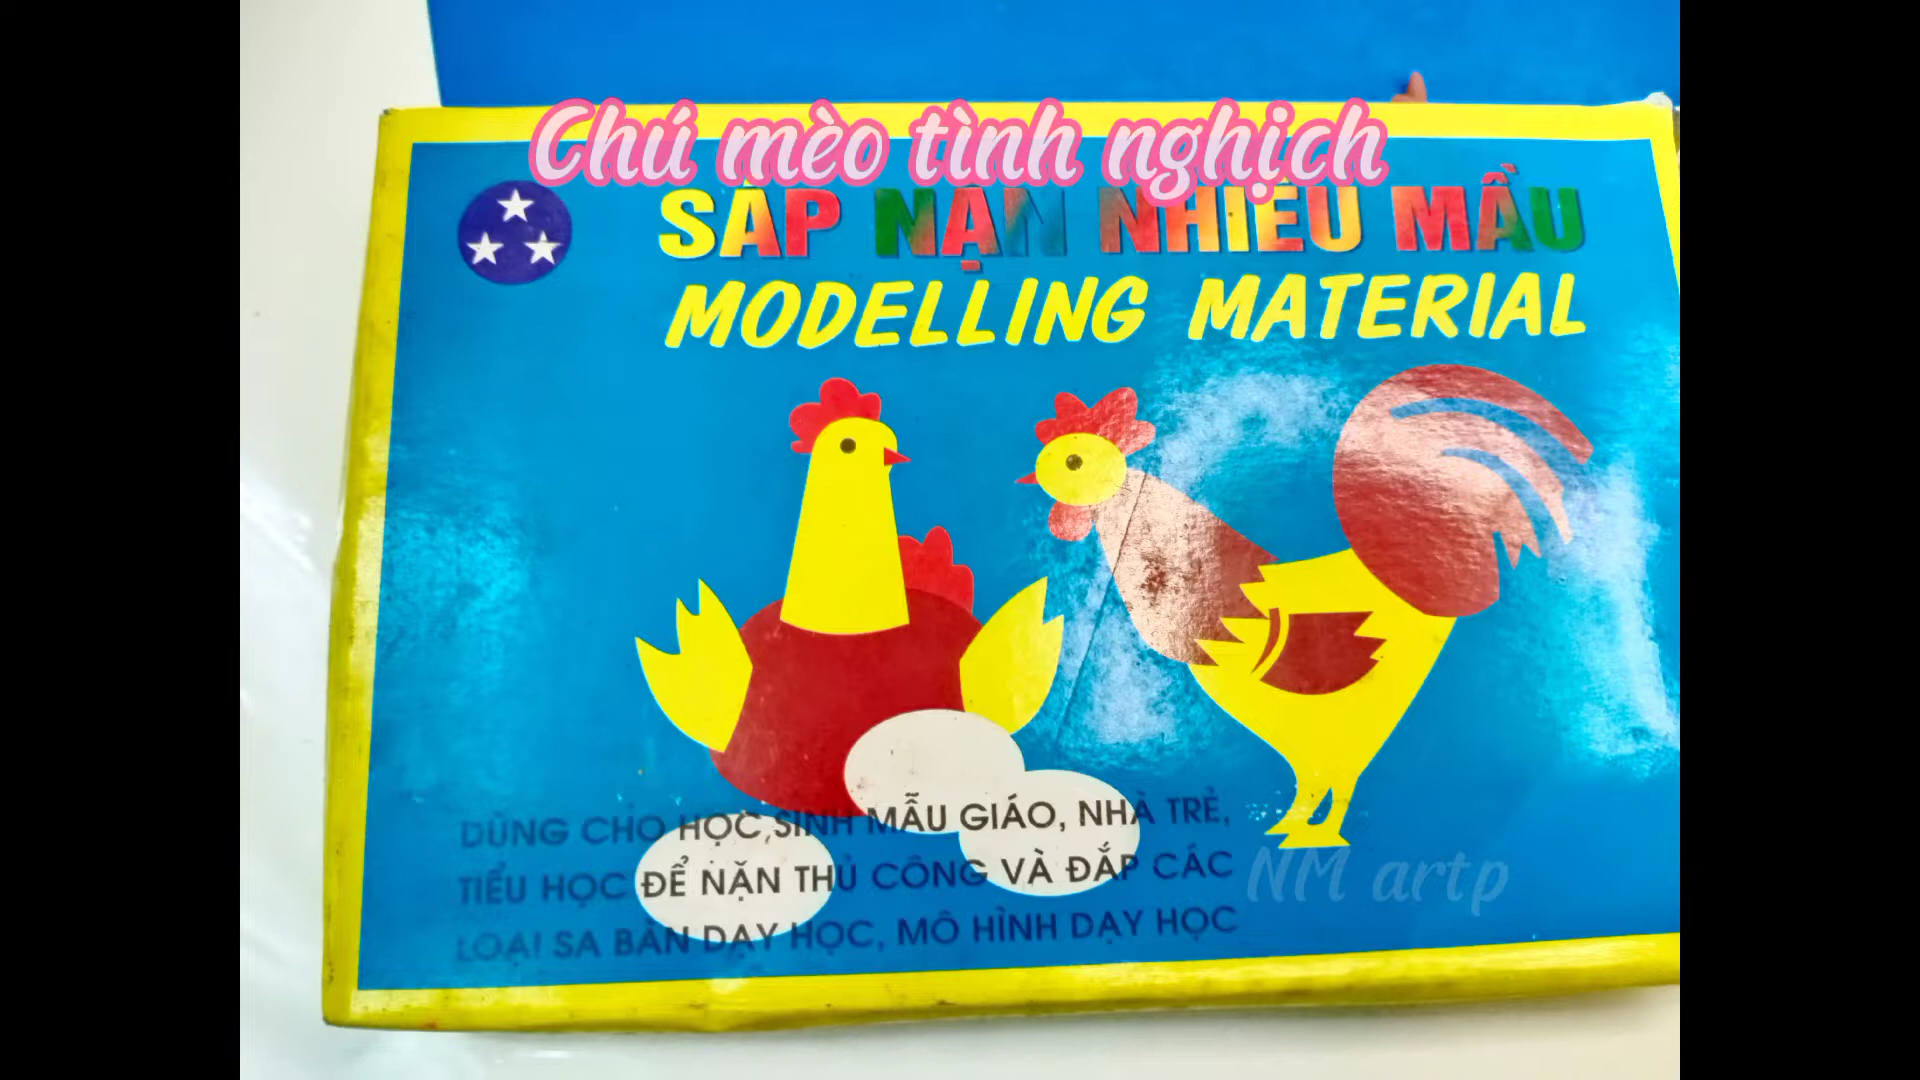 Chú mèo tình nghịch
SÁP NẶN NHIỀU MẦU
MODELLING MATERIAL
DÙNG CHO HỌC SINH MẪU GIÁO, NHÀ TRẺ,
TIỂU HỌC ĐỂ NẶN THỦ CÔNG VÀ ĐẮP CÁC
LOẠI SA BÀN DẠY HỌC, MÔ HÌNH DẠY HỌC
NM artp